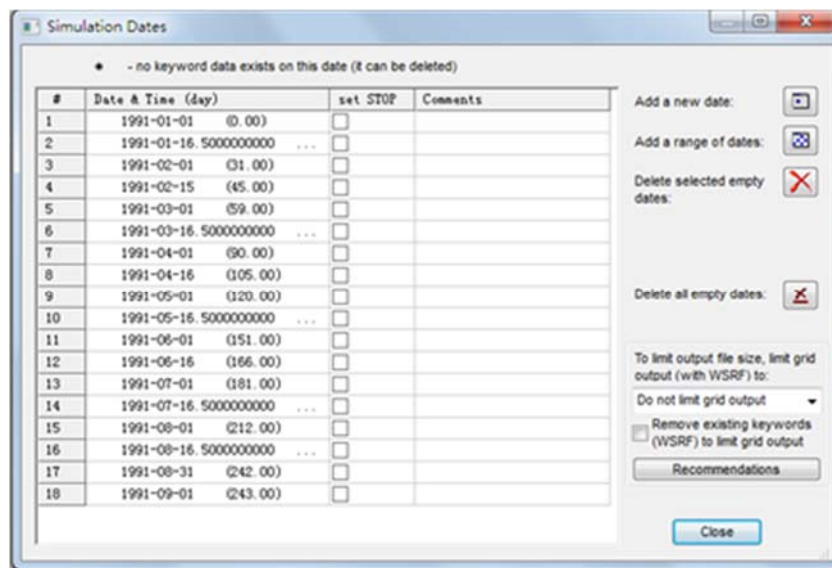 Simulation Dates
* - no keyword data exists on this date (it can be deleted)
# Date & Time (day) set STOP Comments
1 1991-01-01 (0.00)
2 1991-01-16.5000000000 ...
3 1991-02-01 (31.00)
4 1991-02-15 (45.00)
5 1991-03-01 (59.00)
6 1991-03-16.5000000000 ...
7 1991-04-01 (90.00)
8 1991-04-16 (105.00)
9 1991-05-01 (120.00)
10 1991-05-16.5000000000 ...
11 1991-06-01 (151.00)
12 1991-06-16 (166.00)
13 1991-07-01 (181.00)
14 1991-07-16.5000000000 ...
15 1991-08-01 (212.00)
16 1991-08-16.5000000000 ...
17 1991-08-31 (242.00)
18 1991-09-01 (243.00)
Add a new date:
Add a range of dates:
Delete selected empty
dates:
Delete all empty dates:
To limit output file size, limit grid
output (with WSRF) to:
Do not limit grid output
Remove existing keywords
(WSRF) to limit grid output
Recommendations
Close